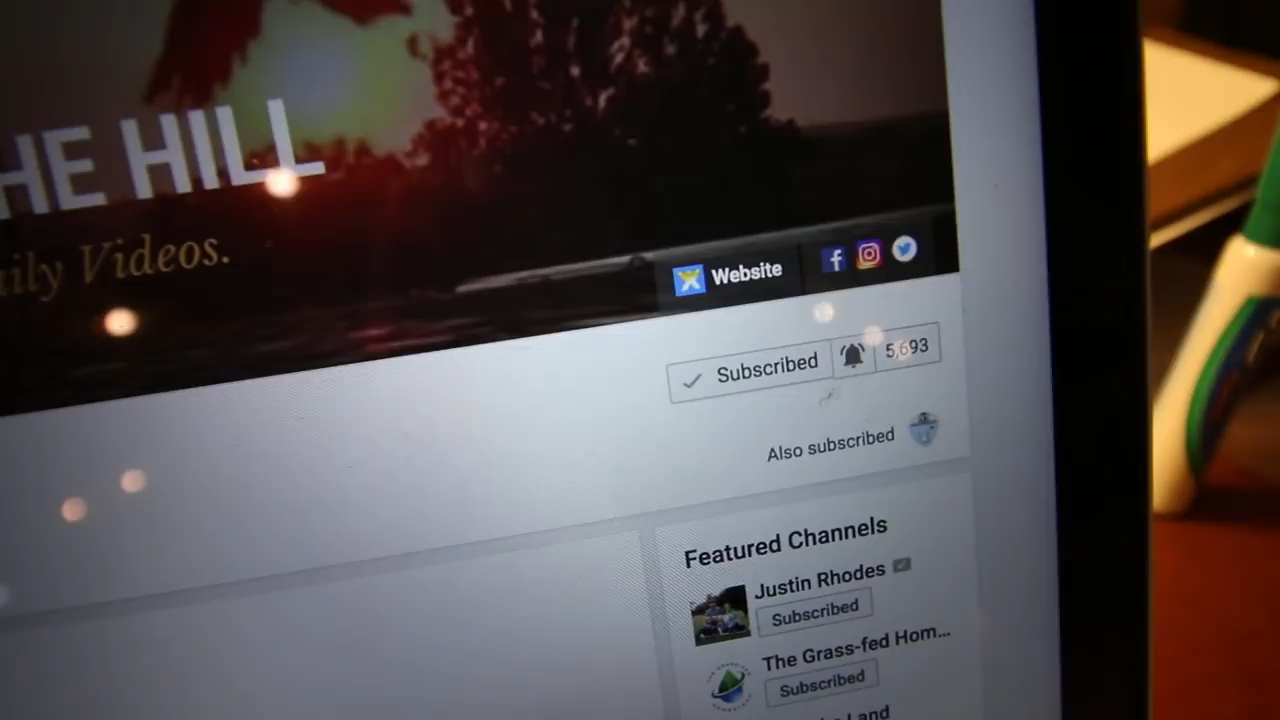 HE HILL
ily Videos.
Website
Subscribed 5,693
Also subscribed
Featured Channels
Justin Rhodes
Subscribed
The Grass-fed Hom...
Subscribed
Land